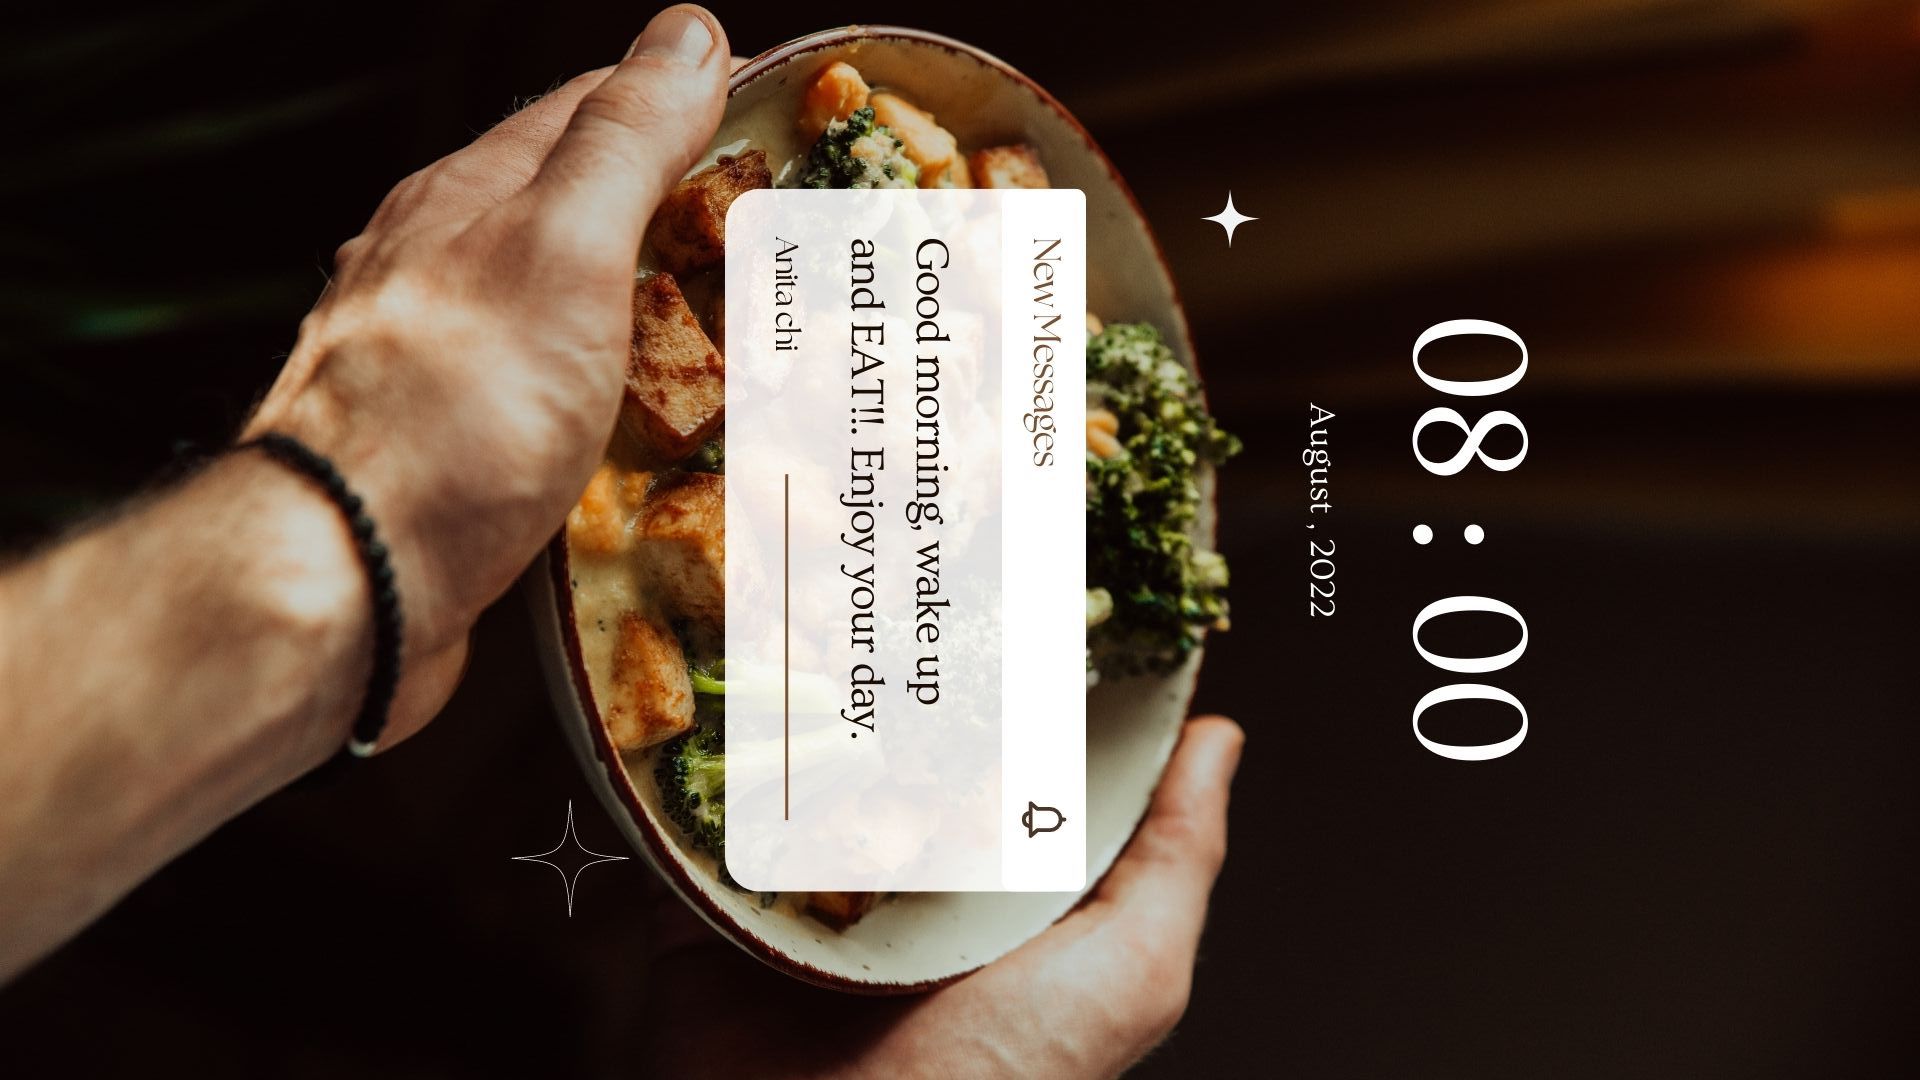 08 : 00
August , 2022
New Messages
Good morning, wake up
and EAT!!. Enjoy your day.
Anita chi